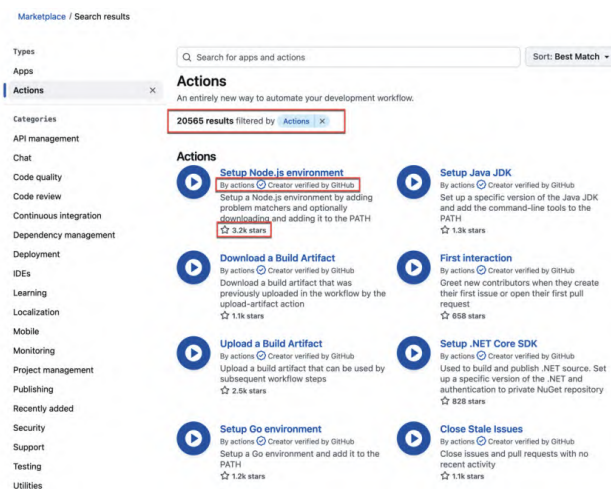 Marketplace / Search results
Types
Apps
Actions
Categories
API management
Chat
Code quality
Code review
Continuous integration
Dependency management
Deployment
IDEs
Learning
Localization
Mobile
Monitoring
Project management
Publishing
Recently added
Security
Support
Testing
Utilities
Search for apps and actions
Sort: Best Match
Actions
An entirely new way to automate your development workflow.
20565 results filtered by Actions
Actions
Setup Node.js environment
By actions Creator verified by GitHub
Setup a Node.js environment by adding
problem matchers and optionally
downloading and adding it to the PATH
3.2k stars
Setup Java JDK
By actions Creator verified by GitHub
Set up a specific version of the Java JDK
and add the command-line tools to the
PATH
1.3k stars
Download a Build Artifact
By actions Creator verified by GitHub
Download a build artifact that was
previously uploaded in the workflow by the
upload-artifact action
1.1k stars
First interaction
By actions Creator verified by GitHub
Greet new contributors when they create
their first issue or open their first pull
request
658 stars
Upload a Build Artifact
By actions Creator verified by GitHub
Upload a build artifact that can be used by
subsequent workflow steps
2.5k stars
Setup .NET Core SDK
By actions Creator verified by GitHub
Used to build and publish .NET source. Set
up a specific version of the .NET and
authentication to private NuGet repository
828 stars
Setup Go environment
By actions Creator verified by GitHub
Setup a Go environment and add it to the
PATH
1.2k stars
Close Stale Issues
By actions Creator verified by GitHub
Close issues and pull requests with no
recent activity
1.1k stars